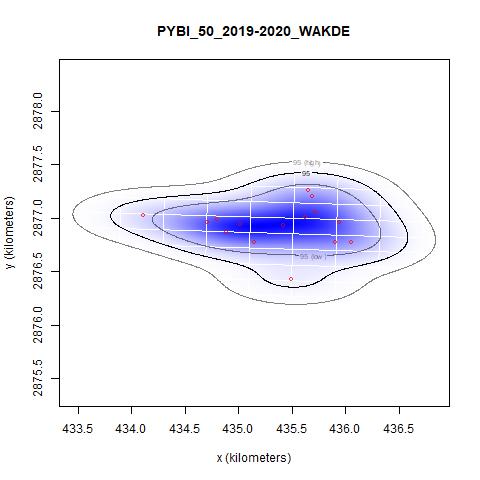 PYBI_50_2019-2020_WAKDE
y (kilometers)
2878.0
2877.5
2877.0
2876.5
2876.0
2875.5
95 (high)
95
95 (low)
433.5 434.0 434.5 435.0 435.5 436.0 436.5
x (kilometers)